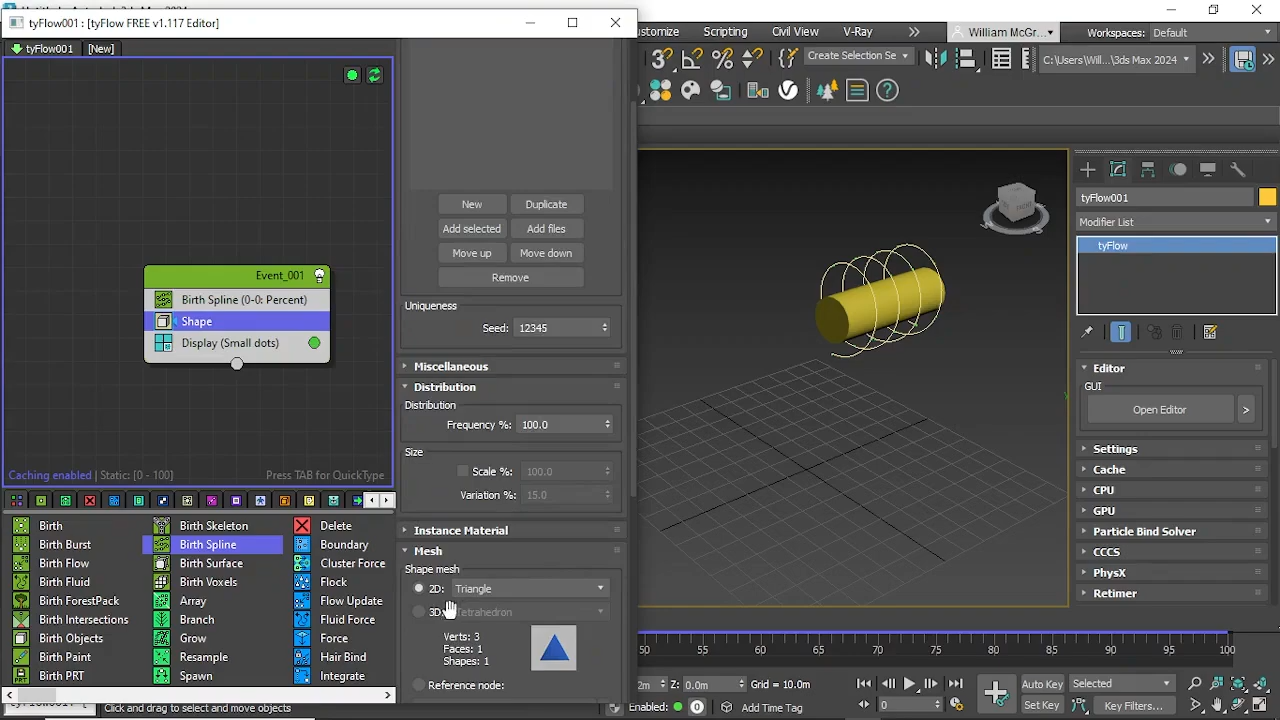 tyFlow001 : [tyFlow FREE v1.117 Editor]
tyFlow001 [New]
Event_001
Birth Spline (0-0: Percent)
Shape
Display (Small dots)
Caching enabled | Static: [0 - 100] Press TAB for QuickType
Birth Birth Skeleton Delete
Birth Burst Birth Spline Boundary
Birth Flow Birth Surface Cluster Force
Birth Fluid Birth Voxels Flock
Birth ForestPack Array Flow Update
Birth Intersections Branch Fluid Force
Birth Objects Grow Force
Birth Paint Resample Hair Bind
Birth PRT Spawn Integrate
New Duplicate
Add selected Add files
Move up Move down
Remove
Uniqueness
Seed: 12345
Miscellaneous
Distribution
Distribution
Frequency %: 100.0
Size
Scale %: 100.0
Variation %: 15.0
Instance Material
Mesh
Shape mesh
2D: Triangle
3D: Tetrahedron
Verts: 3
Faces: 1
Shapes: 1
Reference node:
ustomize Scripting Civil View V-Ray William McGr... Workspaces: Default
Create Selection Se C:\Users\Will...\3ds Max 2024
FRONT
tyFlow001
Modifier List
tyFlow
Editor
GUI
Open Editor >
Settings
Cache
CPU
GPU
Particle Bind Solver
CCCS
PhysX
Retimer
50 55 60 65 70 75 80 85 90 95 100
Click and drag to select and move objects
Z: 0.0m Grid = 10.0m
Enabled: 0 Add Time Tag
0
Auto Key Selected
Set Key Key Filters...